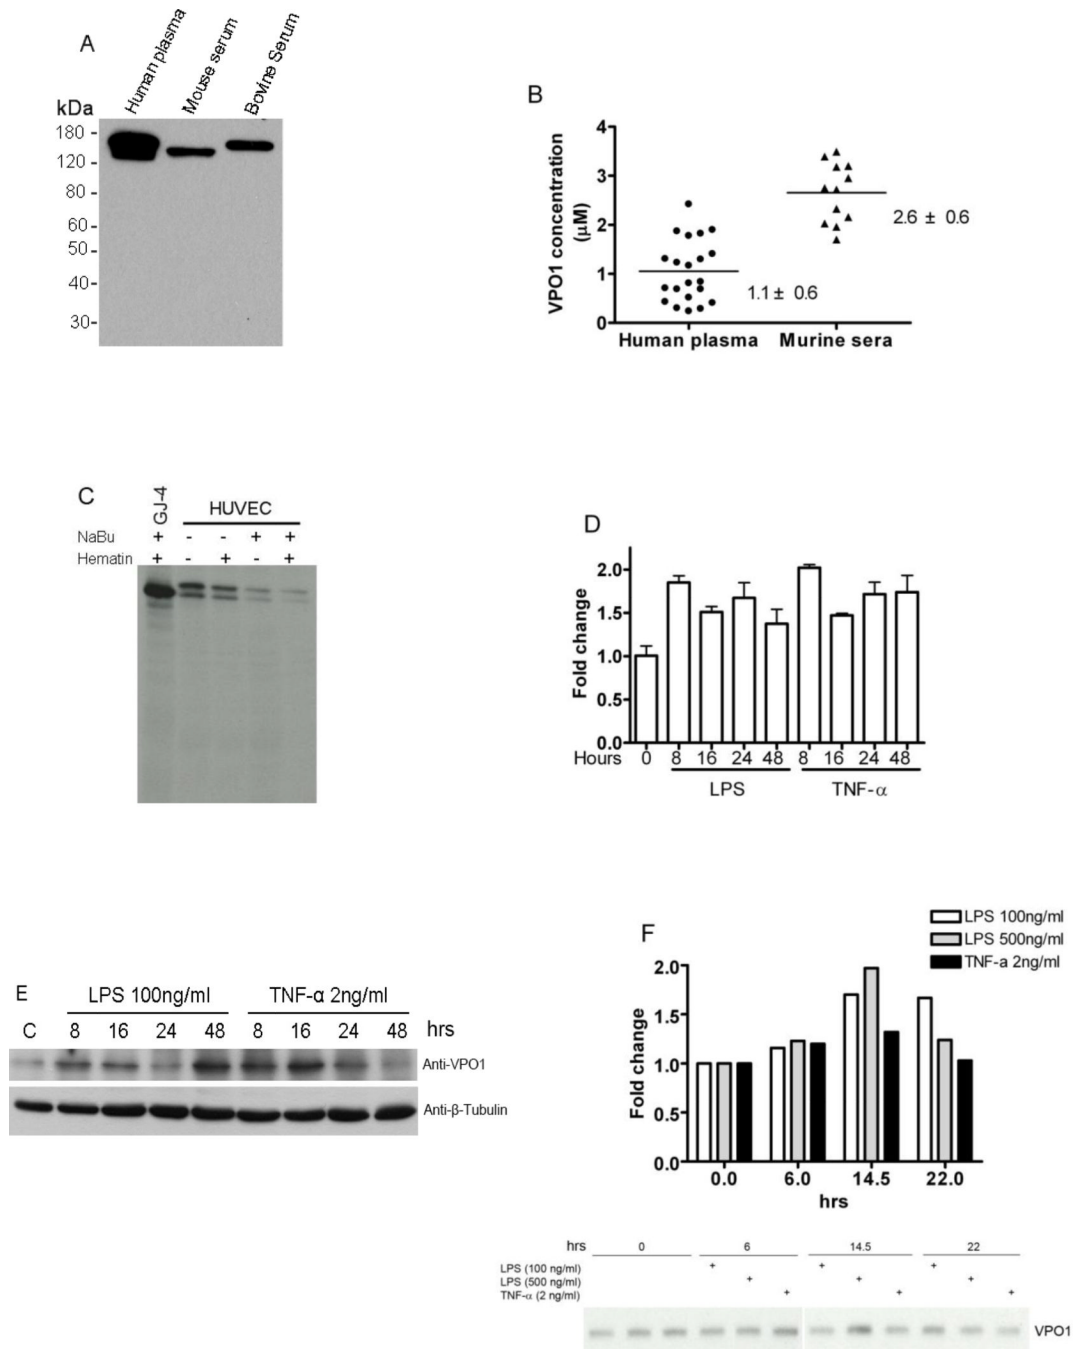 A
Human plasma
Mouse serum
Bovine Serum
kDa
180
120
80
60
50
40
30
B
VPO1 concentration
(μM)
4
3
2
1
0
1.1 ± 0.6
2.6 ± 0.6
Human plasma Murine sera
C
GJ-4
HUVEC
NaBu + - - + +
Hematin + - + - +
D
Fold change
2.0
1.5
1.0
0.5
0.0
Hours 0 8 16 24 48 8 16 24 48
LPS TNF-α
E
LPS 100ng/ml TNF-α 2ng/ml
C 8 16 24 48 8 16 24 48 hrs
Anti-VPO1
Anti-β-Tubulin
F
LPS 100ng/ml
LPS 500ng/ml
TNF-a 2ng/ml
Fold change
2.0
1.5
1.0
0.5
0.0
0.0 6.0 14.5 22.0
hrs
hrs 0 6 14.5 22
LPS (100 ng/ml) + + +
LPS (500 ng/ml) + + +
TNF-α (2 ng/ml) + + +
VPO1